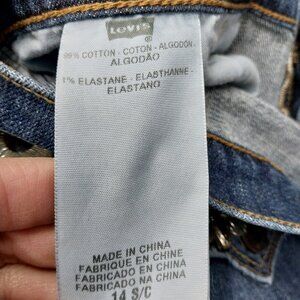 Levi's
®
99% COTTON - COTON - ALGODÓN -
ALGODÃO
1% ELASTANE - ELASTHANNE -
ELASTANO
MADE IN CHINA
FABRIQUE EN CHINE
FABRICADO EN CHINA
FABRICADO NA CHINA
14 S/C